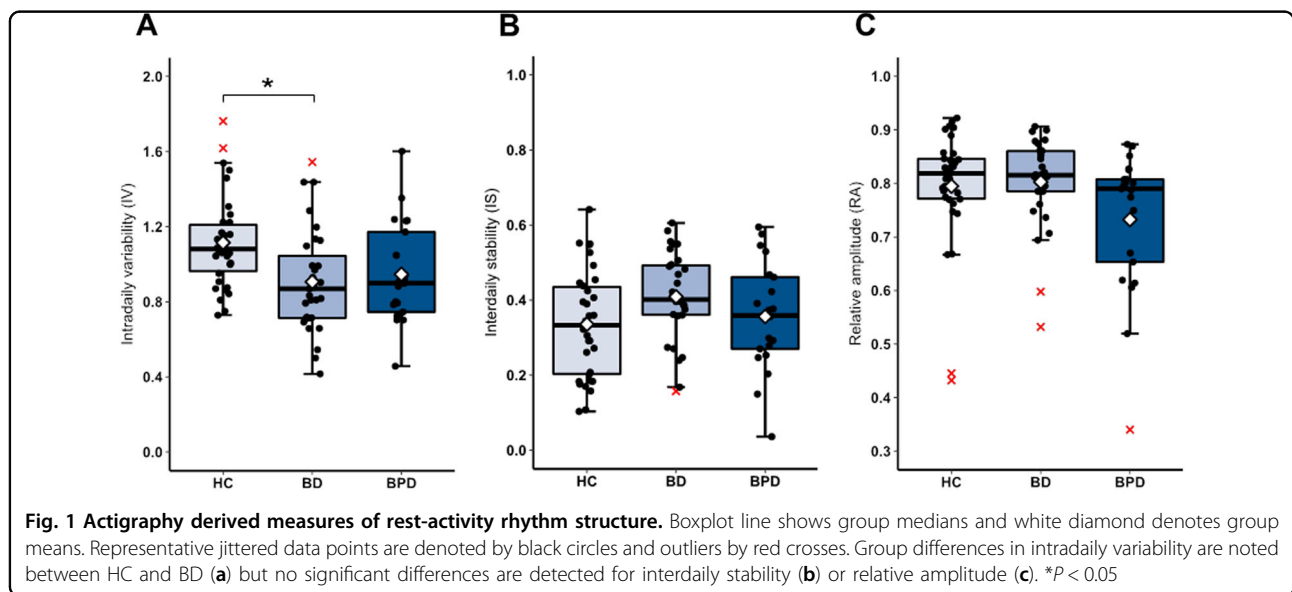 A
B
C
Intradaily variability (IV)
2.0
1.6
1.2
0.8
0.4
0.0
*
HC
BD
BPD
Interdaily stability (IS)
1.0
0.8
0.6
0.4
0.2
0.0
HC
BD
BPD
Relative amplitude (RA)
1.0
0.9
0.8
0.7
0.6
0.5
0.4
0.3
HC
BD
BPD
Fig. 1 Actigraphy derived measures of rest-activity rhythm structure. Boxplot line shows group medians and white diamond denotes group
means. Representative jittered data points are denoted by black circles and outliers by red crosses. Group differences in intradaily variability are noted
between HC and BD (a) but no significant differences are detected for interdaily stability (b) or relative amplitude (c). *P < 0.05